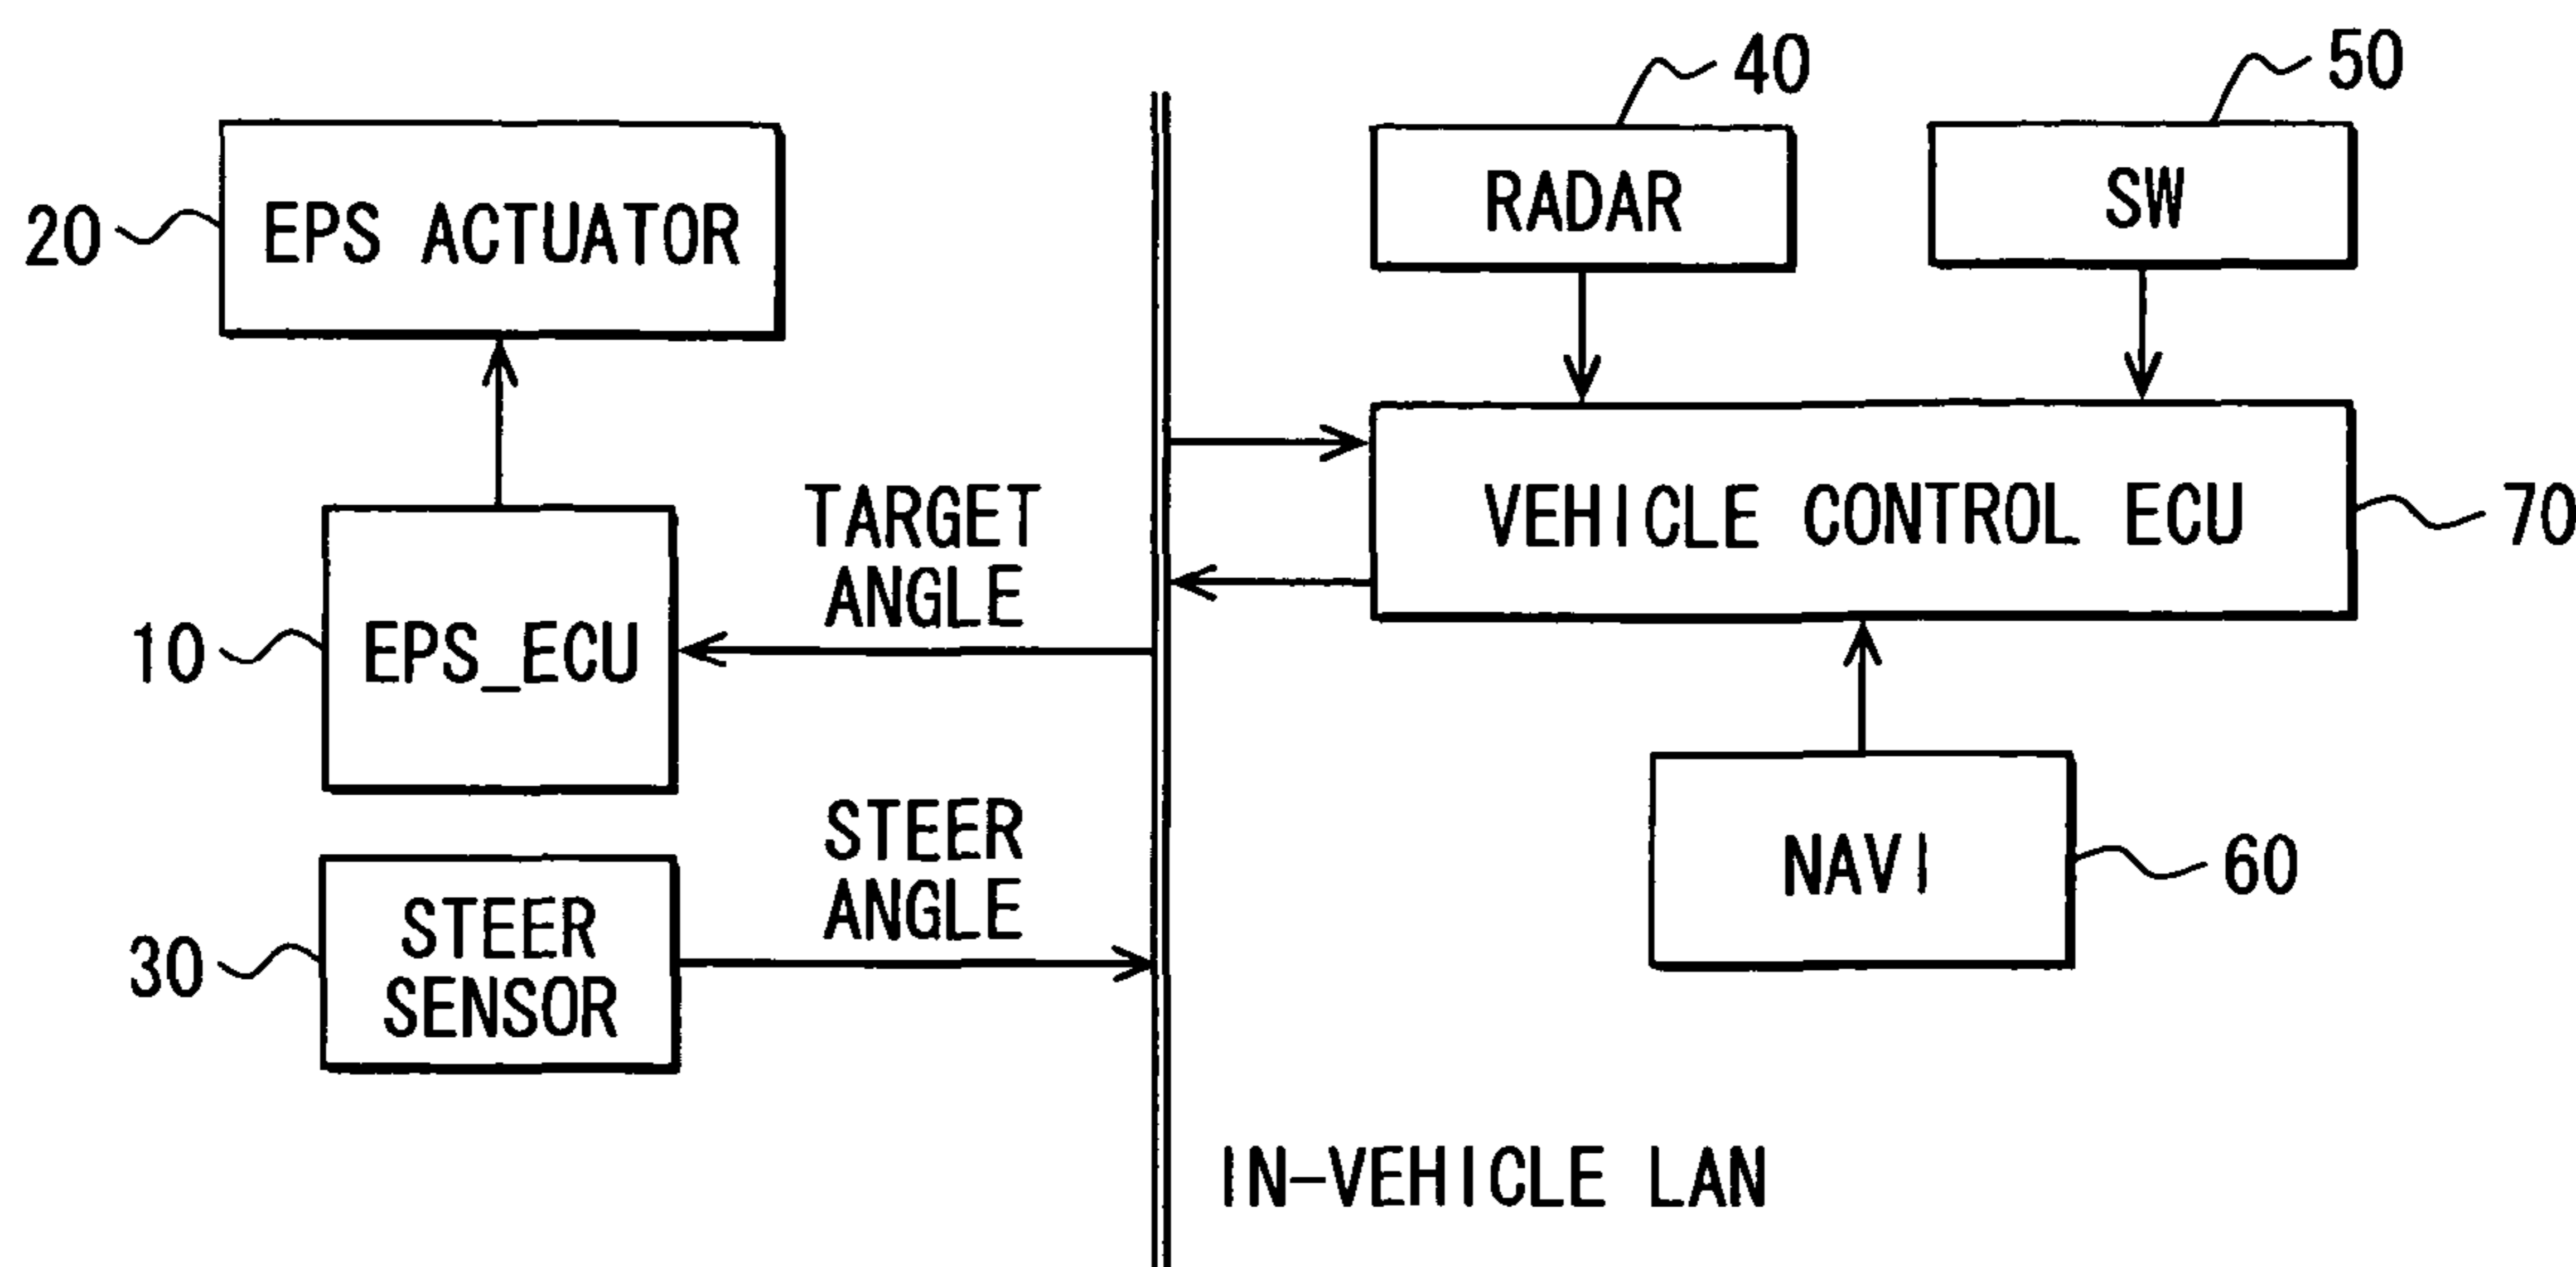 40
50
20
EPS ACTUATOR
RADAR
SW
TARGET
ANGLE
VEHICLE CONTROL ECU
70
10
EPS_ECU
STEER
ANGLE
NAVI
60
30
STEER
SENSOR
IN-VEHICLE LAN